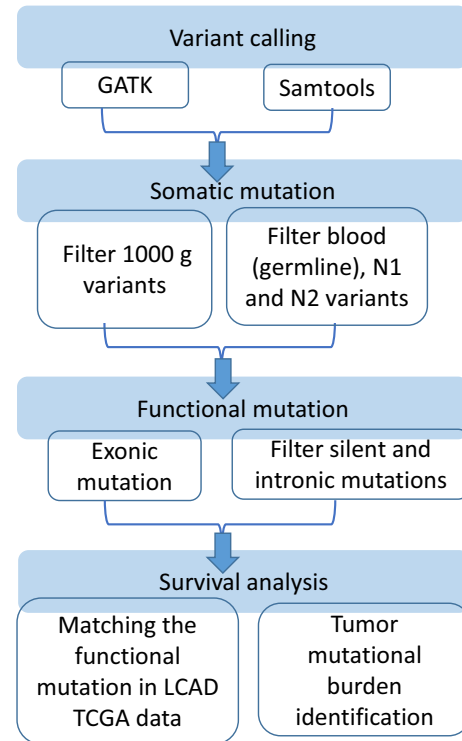 Variant calling
GATK
Samtools
Somatic mutation
Filter 1000 g
variants
Filter blood
(germline), N1
and N2 variants
Functional mutation
Exonic
mutation
Filter silent and
intronic mutations
Survival analysis
Matching the
functional
mutation in LCAD
TCGA data
Tumor
mutational
burden
identification